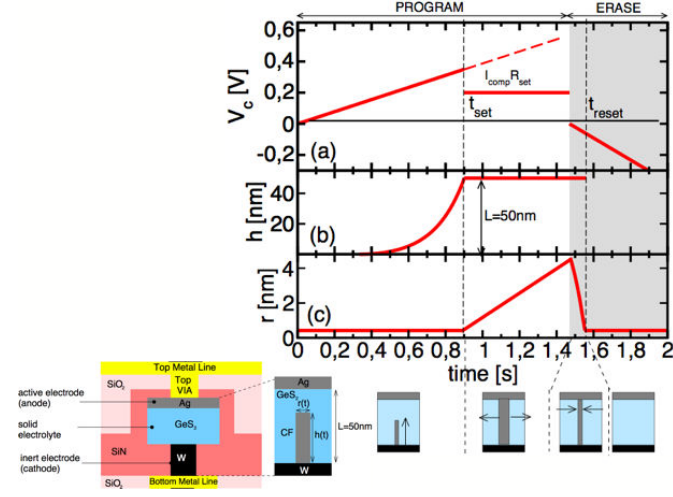 PROGRAM ERASE
0,6
0,4
0,2
0
-0,2
V_c [V]
I_comp R_set
t_set
t_reset
(a)
40
20
0
h [nm]
L=50nm
(b)
4
2
0
r [nm]
(c)
0 0,2 0,4 0,6 0,8 1 1,2 1,4 1,6 1,8 2
time [s]
Top Metal Line
SiO₂
Top
VIA
active electrode
(anode)
Ag
solid
electrolyte
GeS₂
SiN
W
inert electrode
(cathode)
SiO₂
Bottom Metal Line
Ag
GeS₂
r(t)
CF
h(t)
L=50nm
W